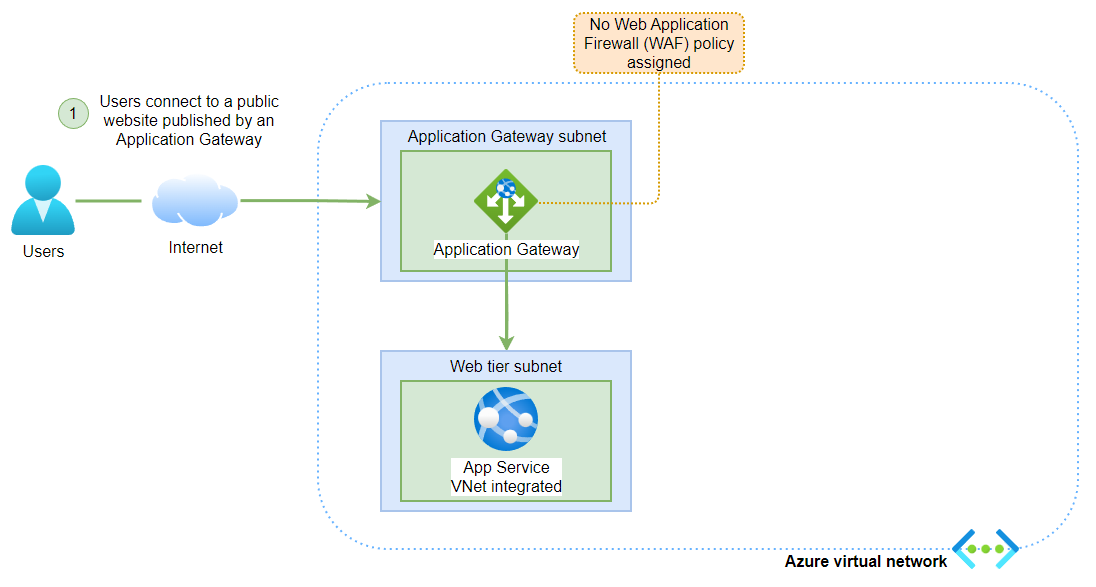 No Web Application
Firewall (WAF) policy
assigned
1
Users connect to a public
website published by an
Application Gateway
Application Gateway subnet
Users
Internet
Application Gateway
Web tier subnet
App Service
VNet integrated
Azure virtual network